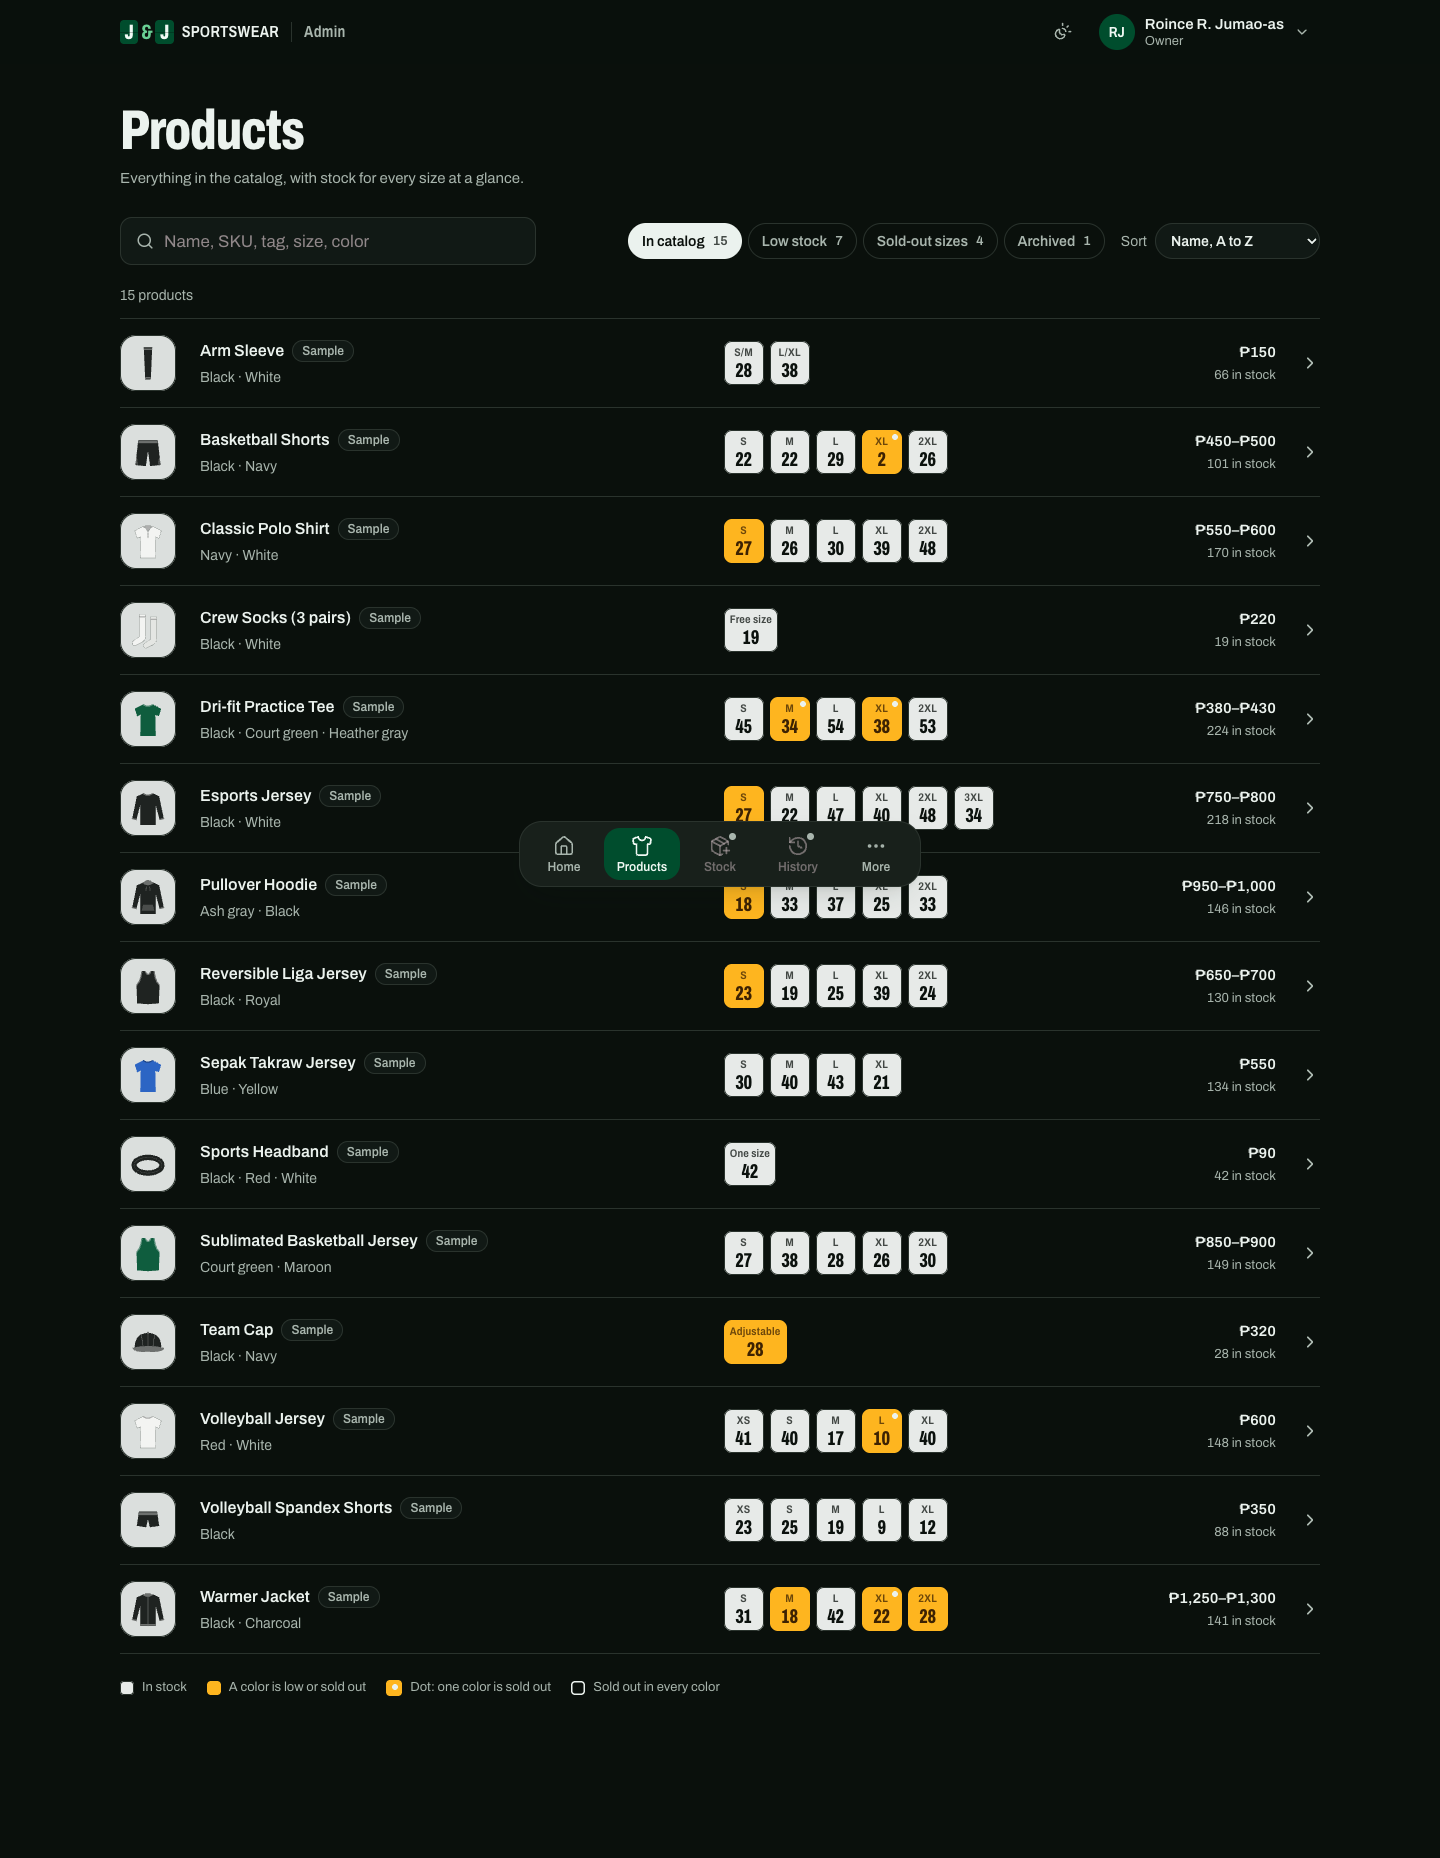 J & J SPORTSWEAR Admin
RJ Roince R. Jumao-as
Owner
Products
Everything in the catalog, with stock for every size at a glance.
Name, SKU, tag, size, color
In catalog 15 Low stock 7 Sold-out sizes 4 Archived 1 Sort Name, A to Z
15 products
Arm Sleeve Sample
Black · White
S/M L/XL
28 38
₱150
66 in stock
Basketball Shorts Sample
Black · Navy
S M L XL 2XL
22 22 29 2 26
₱450–₱500
101 in stock
Classic Polo Shirt Sample
Navy · White
S M L XL 2XL
27 26 30 39 48
₱550–₱600
170 in stock
Crew Socks (3 pairs) Sample
Black · White
Free size
19
₱220
19 in stock
Dri-fit Practice Tee Sample
Black · Court green · Heather gray
S M L XL 2XL
45 34 54 38 53
₱380–₱430
224 in stock
Esports Jersey Sample
Black · White
S M L XL 2XL 3XL
27 22 47 40 48 34
₱750–₱800
218 in stock
Home Products Stock History More
Pullover Hoodie Sample
Ash gray · Black
S M L XL 2XL
18 33 37 25 33
₱950–₱1,000
146 in stock
Reversible Liga Jersey Sample
Black · Royal
S M L XL 2XL
23 19 25 39 24
₱650–₱700
130 in stock
Sepak Takraw Jersey Sample
Blue · Yellow
S M L XL
30 40 43 21
₱550
134 in stock
Sports Headband Sample
Black · Red · White
One size
42
₱90
42 in stock
Sublimated Basketball Jersey Sample
Court green · Maroon
S M L XL 2XL
27 38 28 26 30
₱850–₱900
149 in stock
Team Cap Sample
Black · Navy
Adjustable
28
₱320
28 in stock
Volleyball Jersey Sample
Red · White
XS S M L XL
41 40 17 10 40
₱600
148 in stock
Volleyball Spandex Shorts Sample
Black
XS S M L XL
23 25 19 9 12
₱350
88 in stock
Warmer Jacket Sample
Black · Charcoal
S M L XL 2XL
31 18 42 22 28
₱1,250–₱1,300
141 in stock
In stock A color is low or sold out Dot: one color is sold out Sold out in every color